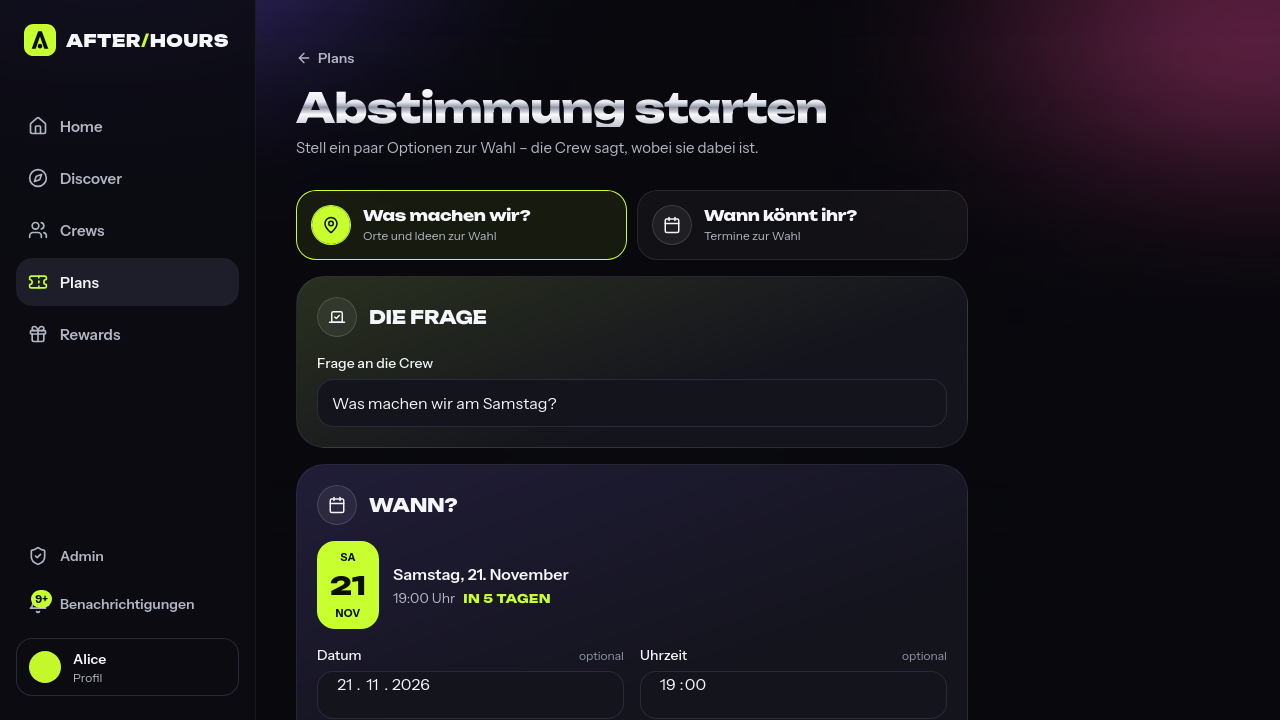 AFTER/HOURS
Home
Discover
Crews
Plans
Rewards
Admin
9+
Benachrichtigungen
Alice
Profil
Plans
Abstimmung starten
Stell ein paar Optionen zur Wahl – die Crew sagt, wobei sie dabei ist.
Was machen wir?
Orte und Ideen zur Wahl
Wann könnt ihr?
Termine zur Wahl
DIE FRAGE
Frage an die Crew
Was machen wir am Samstag?
WANN?
SA
21
NOV
Samstag, 21. November
19:00 Uhr IN 5 TAGEN
Datum optional
Uhrzeit optional
21 . 11 . 2026
19 :00